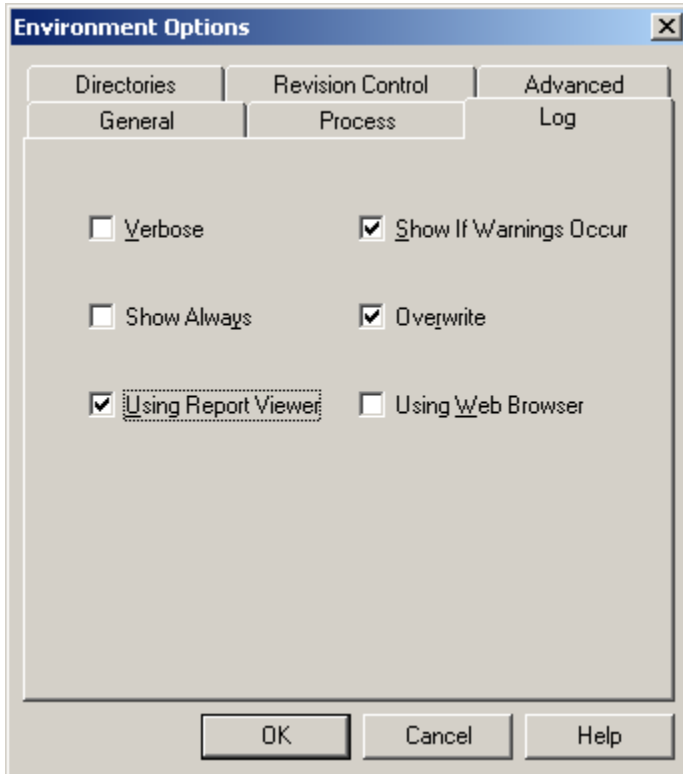 Environment Options
Directories Revision Control Advanced
General Process Log
Verbose Show If Warnings Occur
Show Always Overwrite
Using Report Viewer Using Web Browser
OK Cancel Help